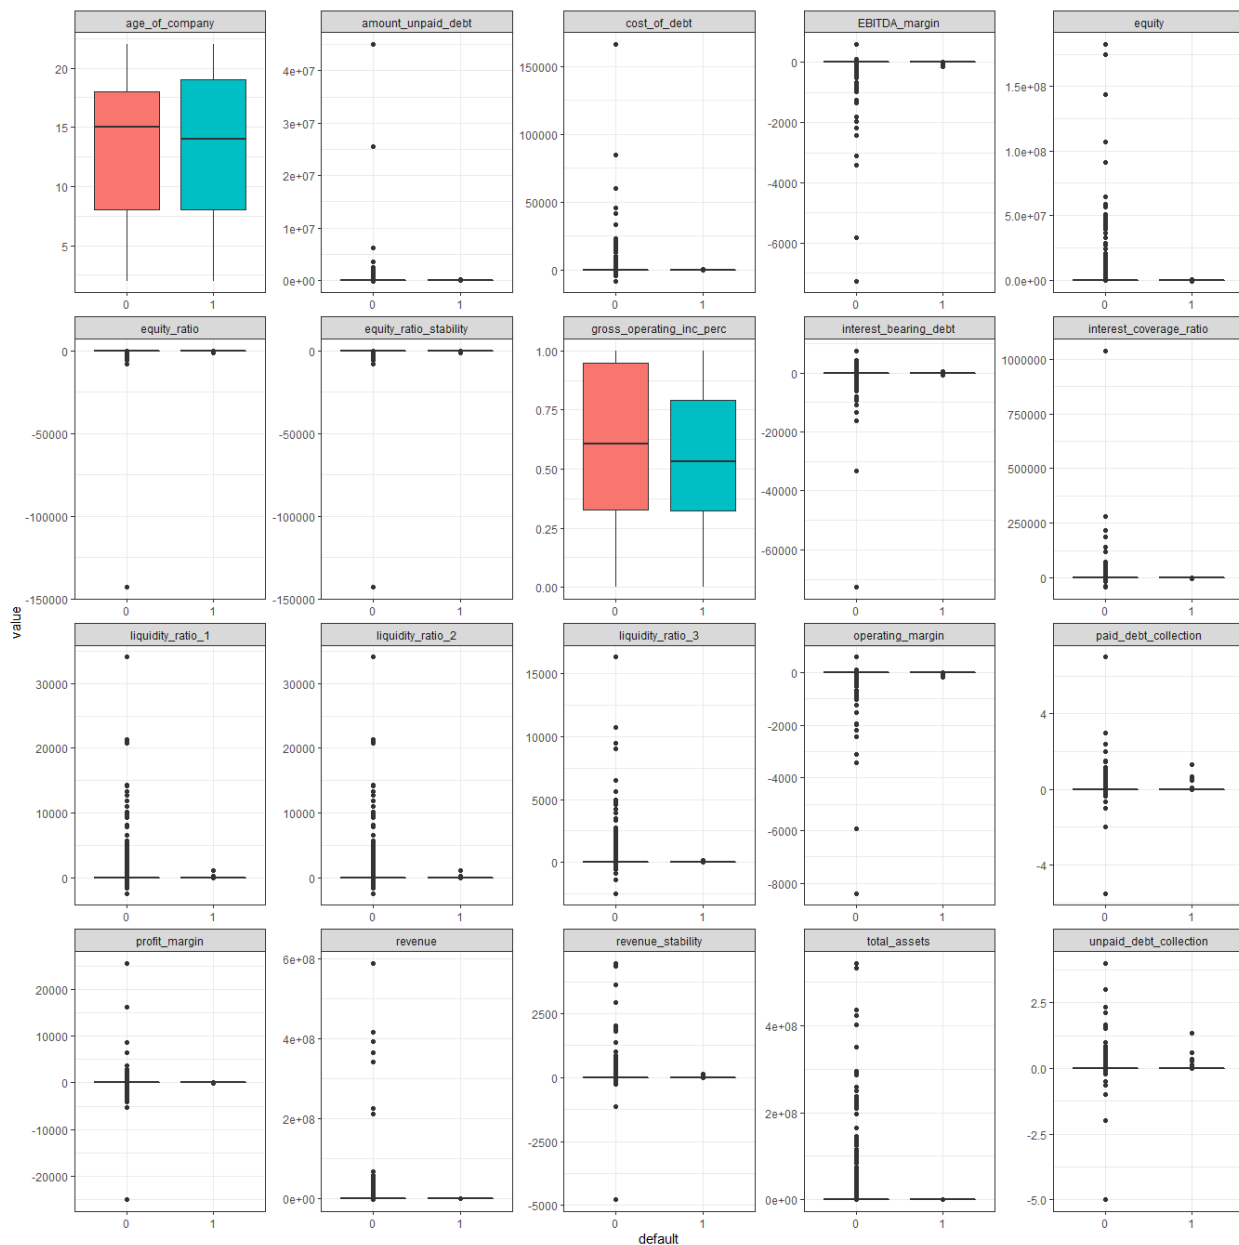 age_of_company
amount_unpaid_debt
cost_of_debt
EBITDA_margin
equity
20
15
10
5
0 1
4e+07
3e+07
2e+07
1e+07
0e+00
0 1
150000
100000
50000
0
0 1
0
-2000
-4000
-6000
0 1
1.5e+08
1.0e+08
5.0e+07
0.0e+00
0 1
equity_ratio
equity_ratio_stability
gross_operating_inc_perc
interest_bearing_debt
interest_coverage_ratio
0
-50000
-100000
-150000
0 1
0
-50000
-100000
-150000
0 1
1.00
0.75
0.50
0.25
0.00
0 1
0
-20000
-40000
-60000
0 1
1000000
750000
500000
250000
0
0 1
value
liquidity_ratio_1
liquidity_ratio_2
liquidity_ratio_3
operating_margin
paid_debt_collection
30000
20000
10000
0
0 1
30000
20000
10000
0
0 1
15000
10000
5000
0
0 1
0
-2000
-4000
-6000
-8000
0 1
4
0
-4
0 1
profit_margin
revenue
revenue_stability
total_assets
unpaid_debt_collection
20000
10000
0
-10000
-20000
0 1
6e+08
4e+08
2e+08
0e+00
0 1
2500
0
-2500
-5000
0 1
4e+08
2e+08
0e+00
0 1
2.5
0.0
-2.5
-5.0
0 1
default